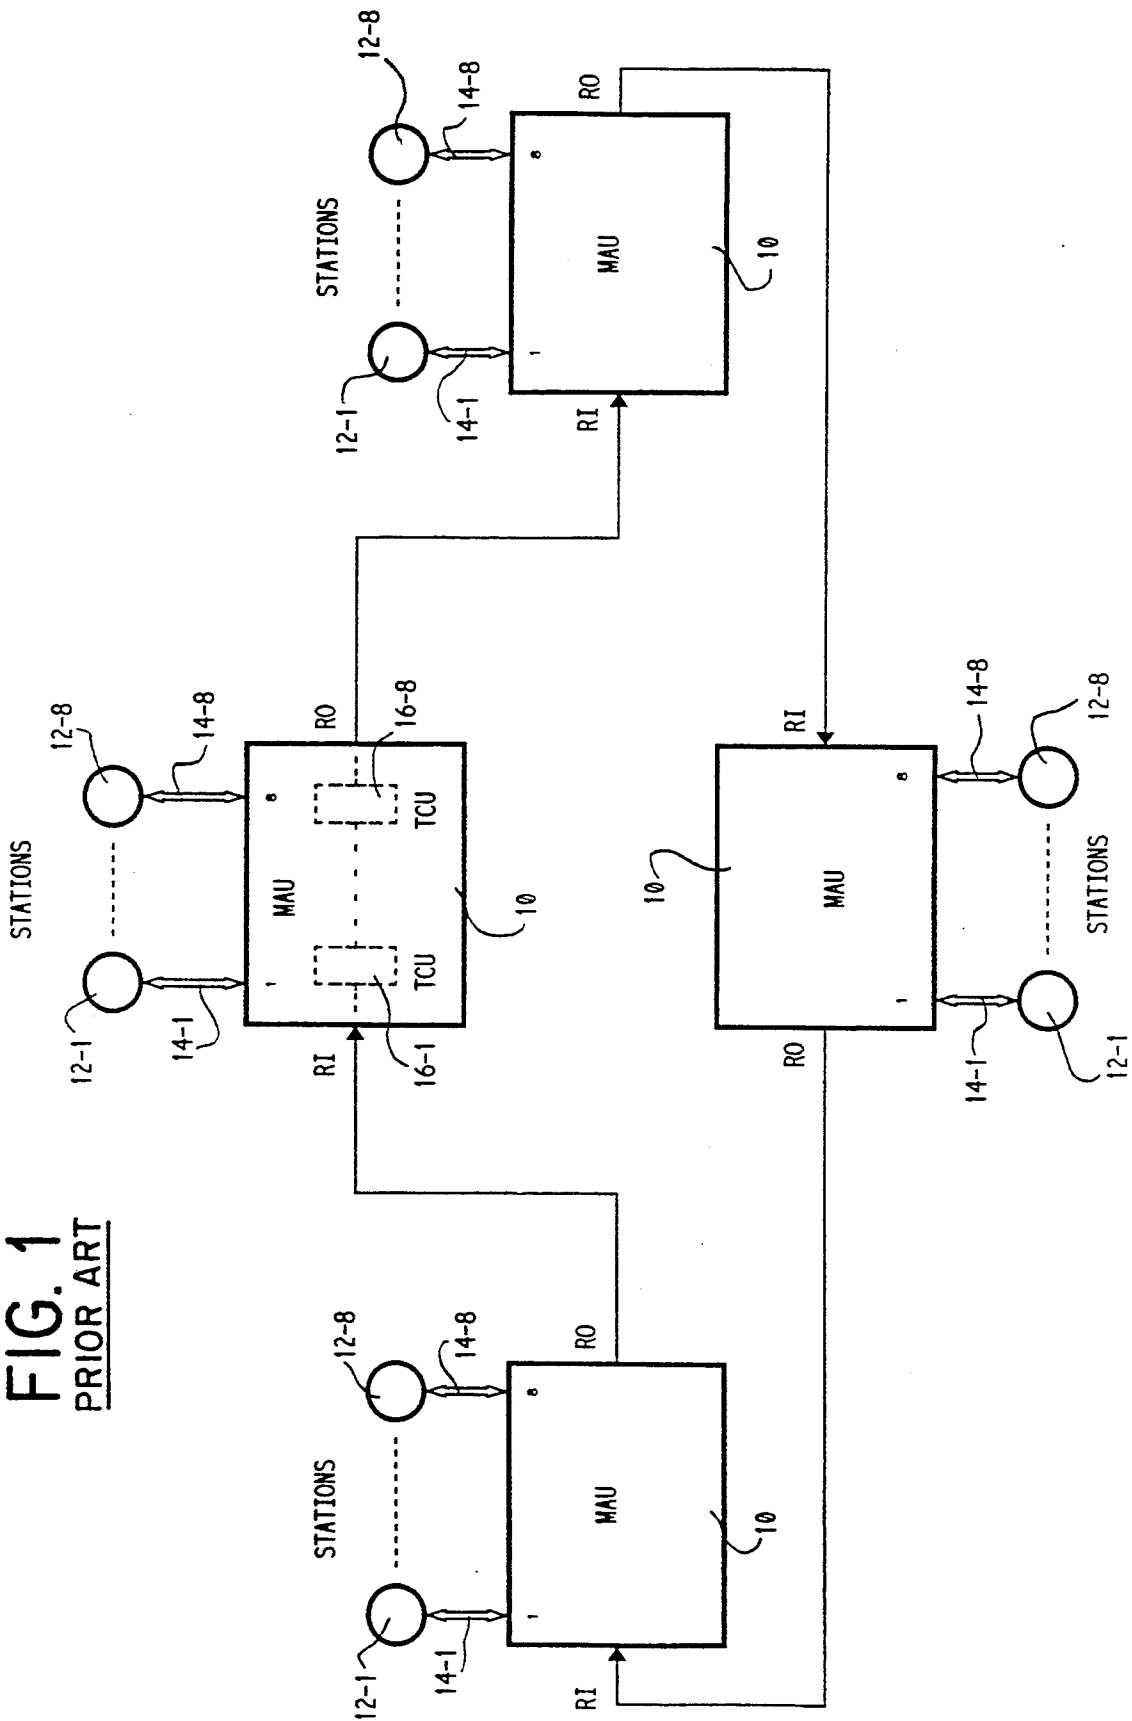 FIG. 1
PRIOR ART
STATIONS
12-1
12-8
14-1
14-8
1
8
MAU
RI
RO
TCU
TCU
16-1
16-8
10
STATIONS
12-1
12-8
14-1
14-8
1
8
MAU
RI
RO
10
STATIONS
12-1
12-8
14-1
14-8
1
8
MAU
RI
RO
10
10
MAU
RO
RI
1
8
14-1
14-8
12-1
12-8
STATIONS